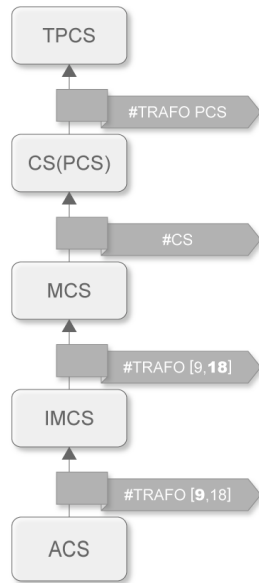 TPCS
#TRAFO PCS
CS(PCS)
#CS
MCS
#TRAFO [9,18]
IMCS
#TRAFO [9,18]
ACS